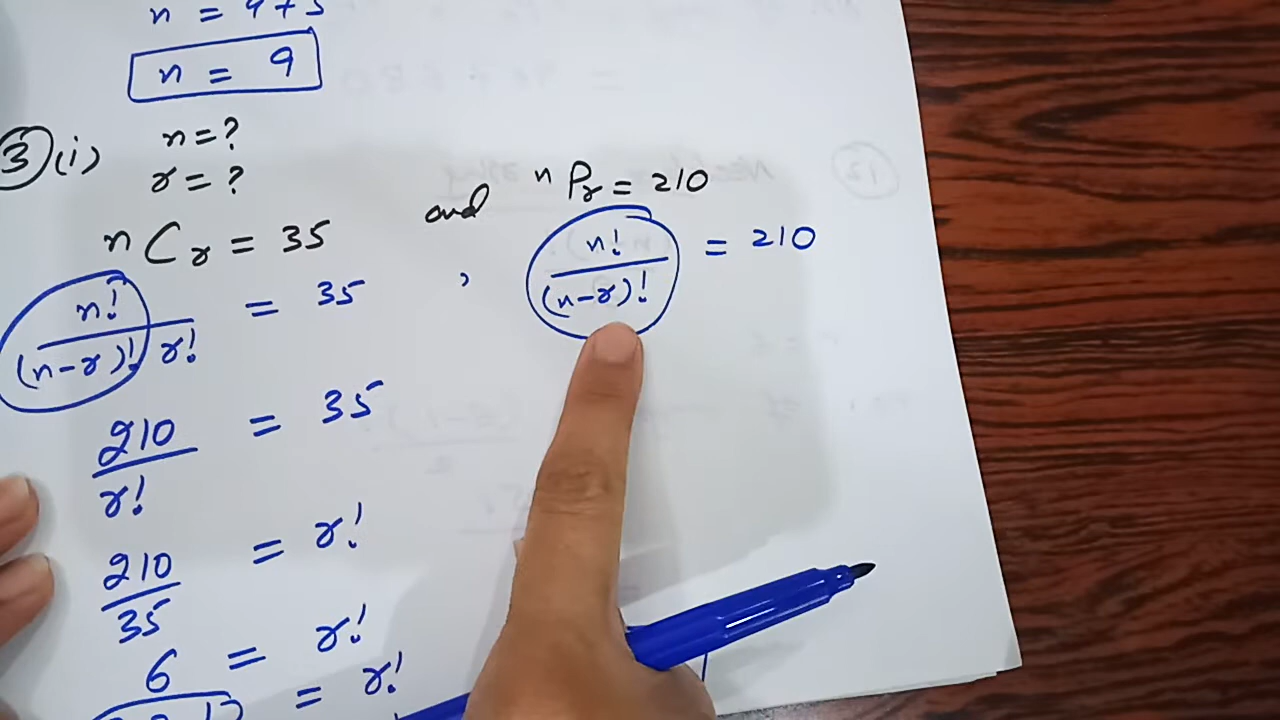 n = 9
3 (i) n = ?
r = ?
nCr = 35 and nPr = 210
n!/(n-r)! r! = 35 , n!/(n-r)! = 210
210/r! = 35
210/35 = r!
6 = r!
= r!